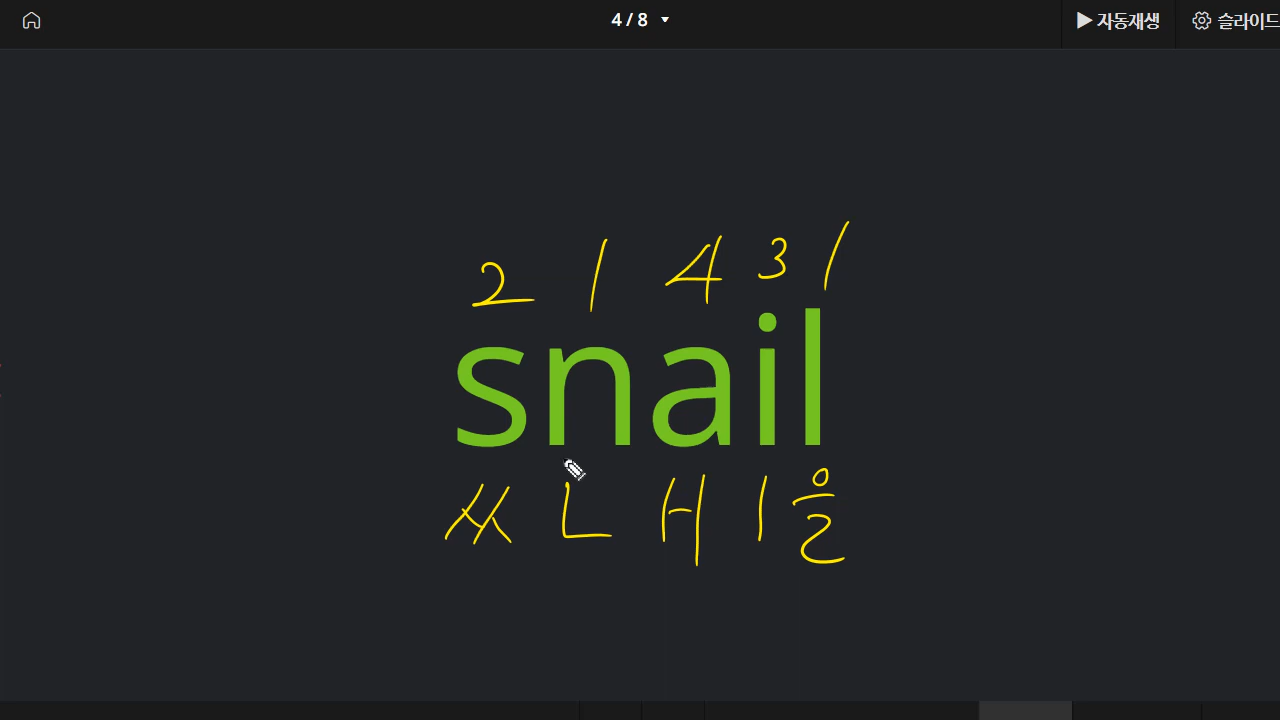 4 / 8
자동재생
슬라이드
2 1 4 3 1
snail
ㅆ ㄴ ㅐ ㅣ 을